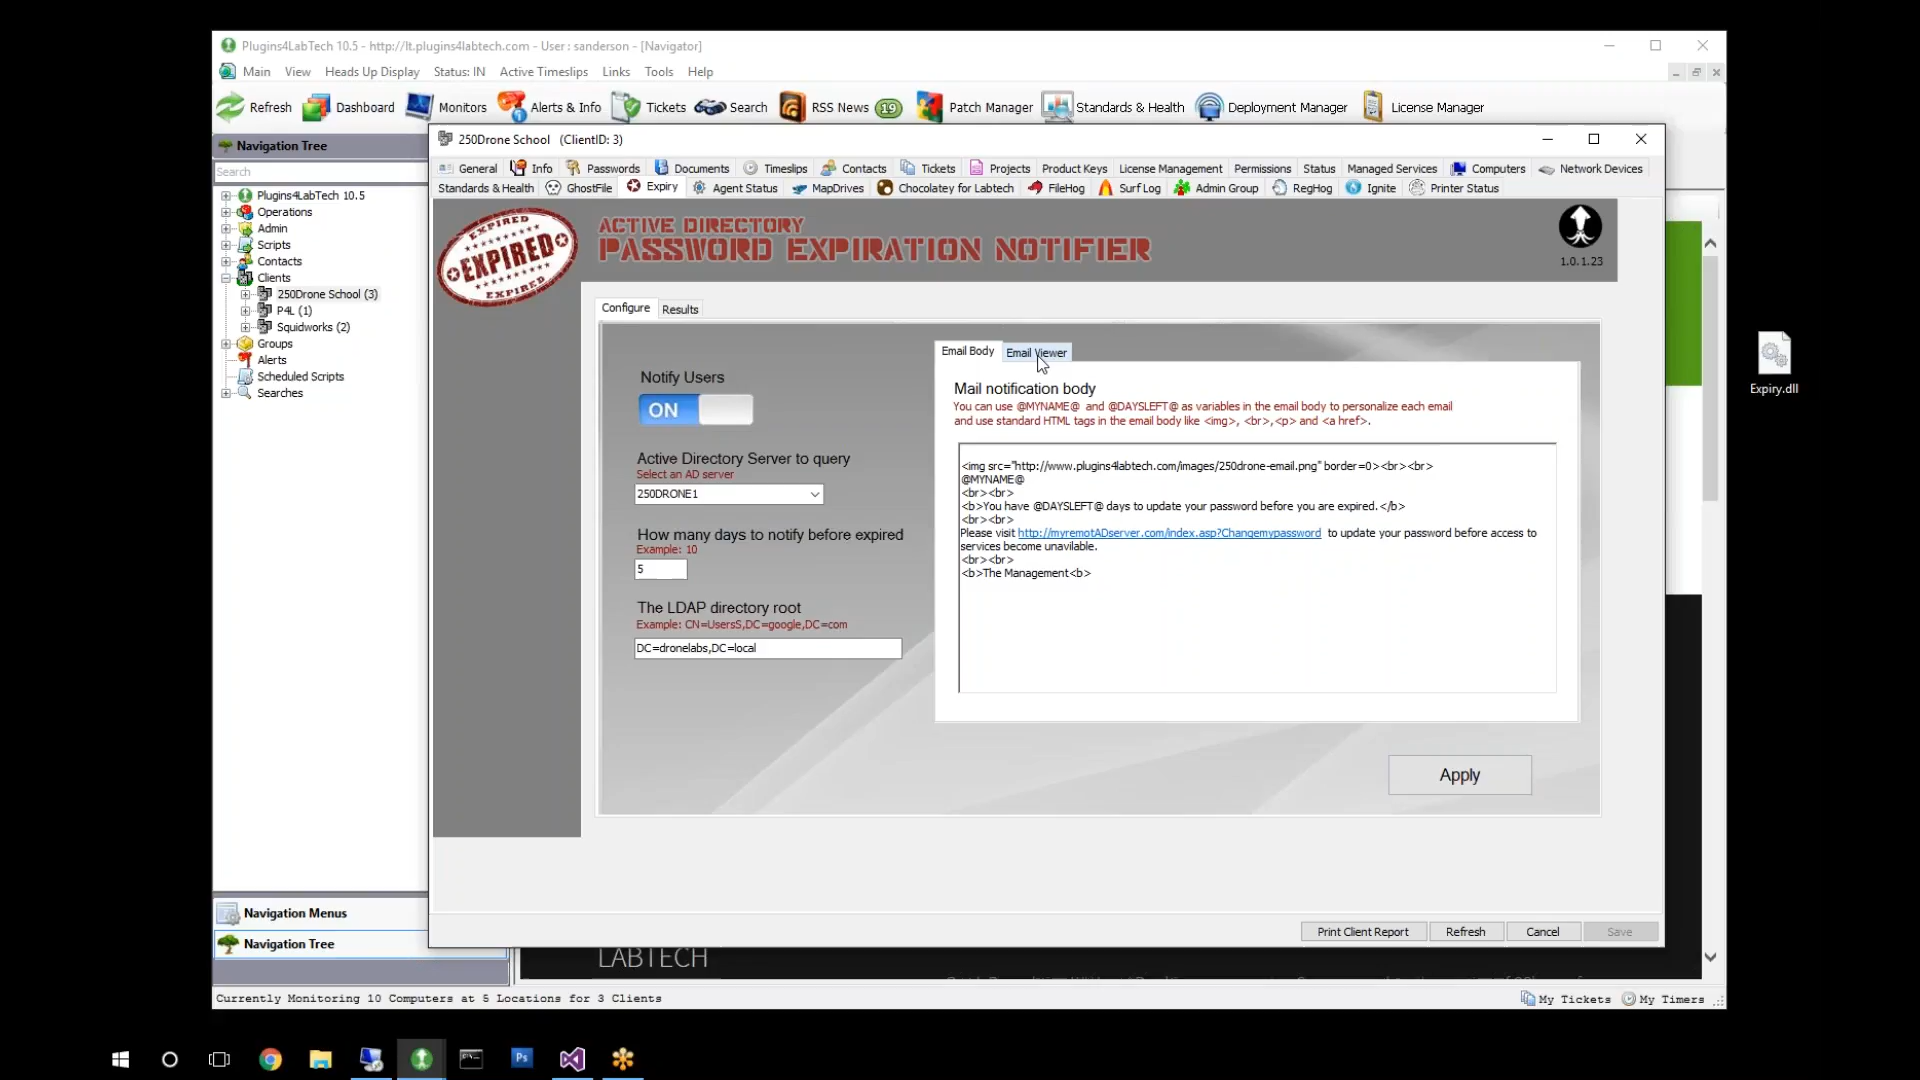 Plugins4LabTech 10.5 - http://lt.plugins4labtech.com - User : sanderson - [Navigator]
Main View Heads Up Display Status: IN Active Timeslips Links Tools Help
Refresh Dashboard Monitors Alerts & Info Tickets Search RSS News 19 Patch Manager Standards & Health Deployment Manager License Manager
Navigation Tree
Search
Plugins4LabTech 10.5
Operations
Admin
Scripts
Contacts
Clients
250Drone School (3)
P4L (1)
Squidworks (2)
Groups
Alerts
Scheduled Scripts
Searches
Navigation Menus
Navigation Tree
250Drone School (ClientID: 3)
General Info Passwords Documents Timeslips Contacts Tickets Projects Product Keys License Management Permissions Status Managed Services Computers Network Devices
Standards & Health GhostFile Expiry Agent Status MapDrives Chocolatey for Labtech FileHog Surf Log Admin Group RegHog Ignite Printer Status
EXPIRED
EXPIRED
EXPIRED
ACTIVE DIRECTORY
PASSWORD EXPIRATION NOTIFIER
1.0.1.23
Configure Results
Notify Users
ON
Active Directory Server to query
Select an AD server
250DRONE1
How many days to notify before expired
Example: 10
5
The LDAP directory root
Example: CN=UsersS,DC=google,DC=com
DC=dronelabs,DC=local
Email Body Email Viewer
Mail notification body
You can use @MYNAME@ and @DAYSLEFT@ as variables in the email body to personalize each email
and use standard HTML tags in the email body like <img>, <br>,<p> and <a href>.
<img src="http://www.plugins4labtech.com/images/250drone-email.png" border=0><br><br>
@MYNAME@
<br><br>
<b>You have @DAYSLEFT@ days to update your password before you are expired.</b>
<br><br>
Please visit http://myremotADserver.com/index.asp?Changemypassword to update your password before access to
services become unavilable.
<br><br>
<b>The Management<b>
Apply
Print Client Report Refresh Cancel Save
LABTECH
Currently Monitoring 10 Computers at 5 Locations for 3 Clients
My Tickets My Timers
Expiry.dll
Ps